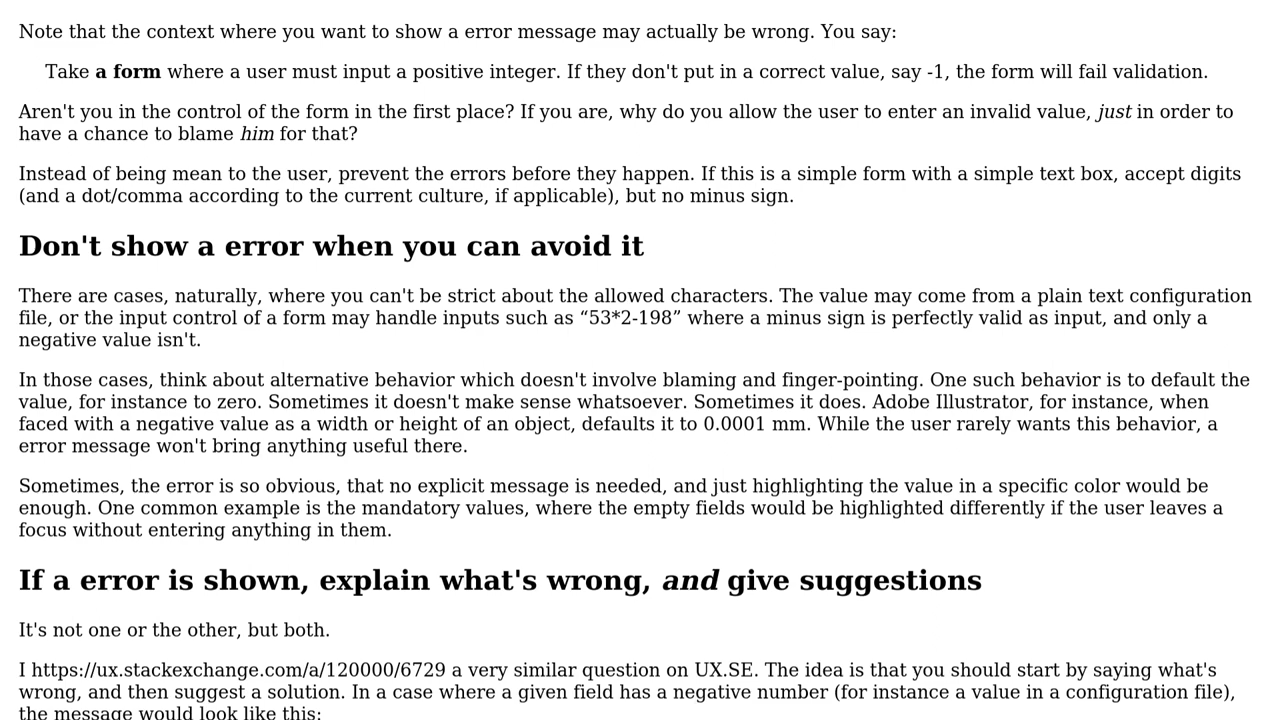 Note that the context where you want to show a error message may actually be wrong. You say:
Take a form where a user must input a positive integer. If they don't put in a correct value, say -1, the form will fail validation.
Aren't you in the control of the form in the first place? If you are, why do you allow the user to enter an invalid value, just in order to
have a chance to blame him for that?
Instead of being mean to the user, prevent the errors before they happen. If this is a simple form with a simple text box, accept digits
(and a dot/comma according to the current culture, if applicable), but no minus sign.
Don't show a error when you can avoid it
There are cases, naturally, where you can't be strict about the allowed characters. The value may come from a plain text configuration
file, or the input control of a form may handle inputs such as “53*2-198” where a minus sign is perfectly valid as input, and only a
negative value isn't.
In those cases, think about alternative behavior which doesn't involve blaming and finger-pointing. One such behavior is to default the
value, for instance to zero. Sometimes it doesn't make sense whatsoever. Sometimes it does. Adobe Illustrator, for instance, when
faced with a negative value as a width or height of an object, defaults it to 0.0001 mm. While the user rarely wants this behavior, a
error message won't bring anything useful there.
Sometimes, the error is so obvious, that no explicit message is needed, and just highlighting the value in a specific color would be
enough. One common example is the mandatory values, where the empty fields would be highlighted differently if the user leaves a
focus without entering anything in them.
If a error is shown, explain what's wrong, and give suggestions
It's not one or the other, but both.
I https://ux.stackexchange.com/a/120000/6729 a very similar question on UX.SE. The idea is that you should start by saying what's
wrong, and then suggest a solution. In a case where a given field has a negative number (for instance a value in a configuration file),
the message would look like this: